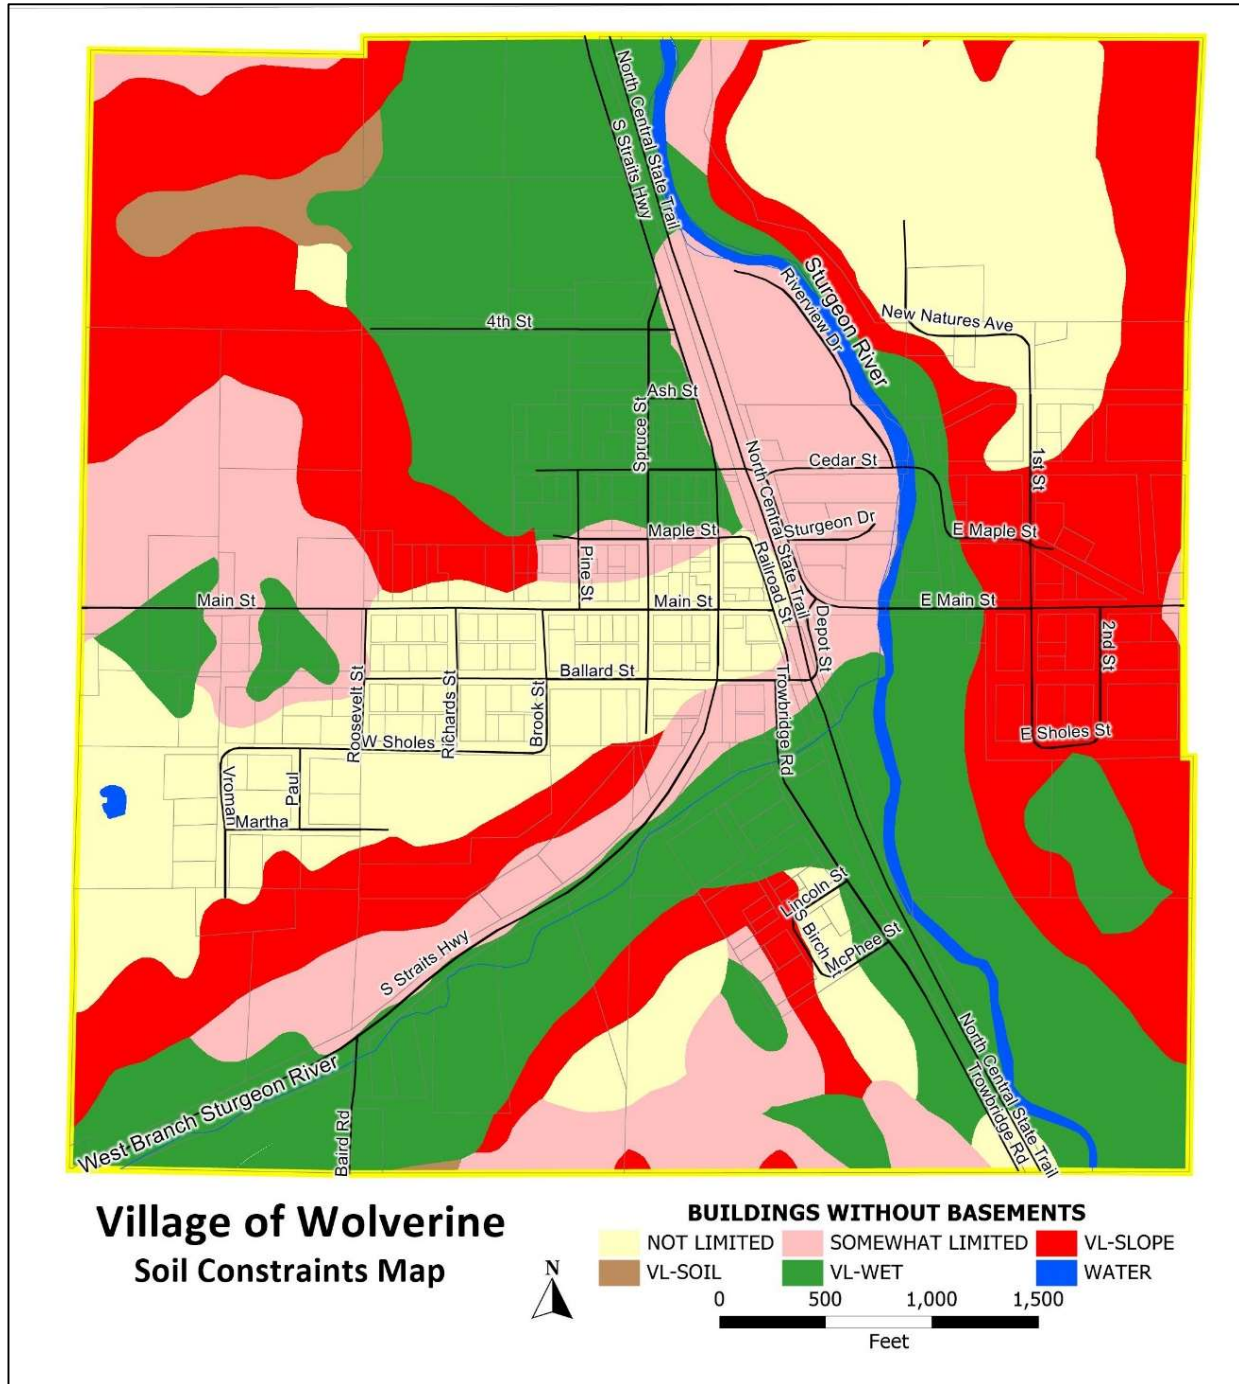 North Central State Trail
S Straits Hwy
Sturgeon River
Riverview Dr
New Natures Ave
4th St
Ash St
Spruce St
Cedar St
1st St
North Central State Trail
Sturgeon Dr
E Maple St
Maple St
Railroad St
Pine St
Main St
Main St
E Main St
Depot St
2nd St
Ballard St
Roosevelt St
Richards St
Brook St
Trowbridge Rd
E Sholes St
W Sholes
Vroman
Paul
Martha
Lincoln St
S Birch
McPhee St
S Straits Hwy
North Central State Trail
Trowbridge Rd
West Branch Sturgeon River
Baird Rd
Village of Wolverine
Soil Constraints Map
N
BUILDINGS WITHOUT BASEMENTS
NOT LIMITED SOMEWHAT LIMITED VL-SLOPE
VL-SOIL VL-WET WATER
0 500 1,000 1,500
Feet